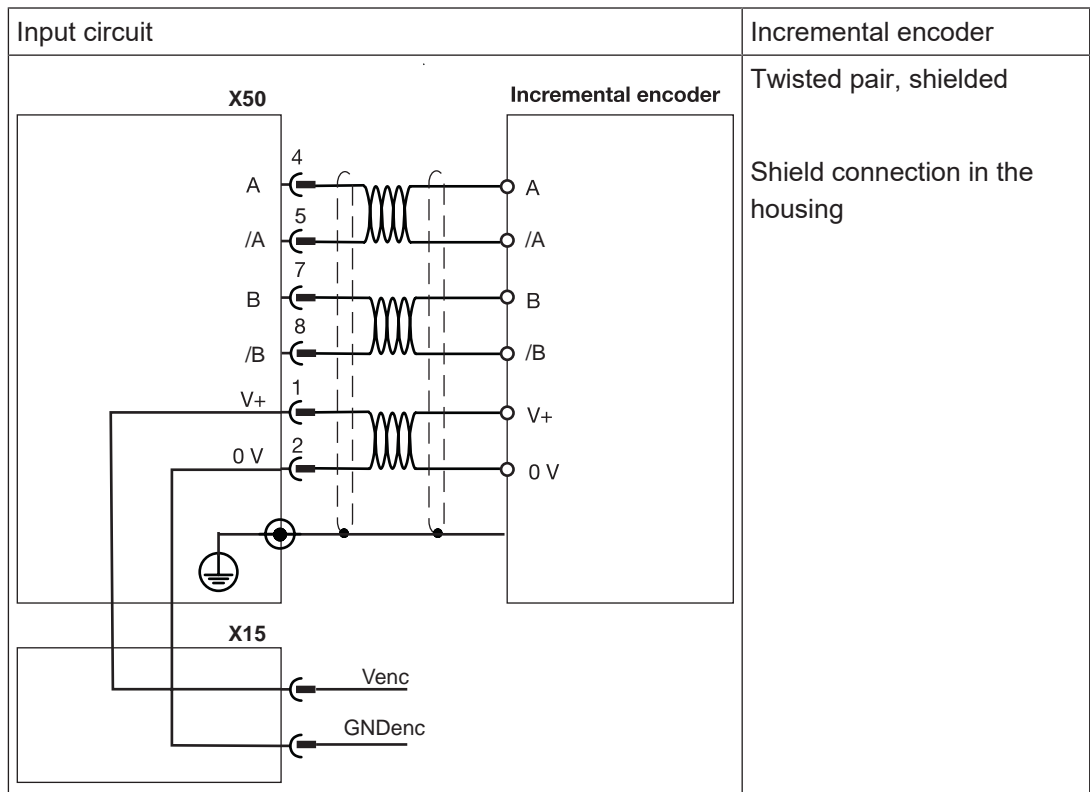 Input circuit
Incremental encoder
Twisted pair, shielded
Shield connection in the
housing
X50
Incremental encoder
4
A
A
5
/A
/A
7
B
B
8
/B
/B
1
V+
V+
2
0 V
0 V
X15
Venc
GNDenc